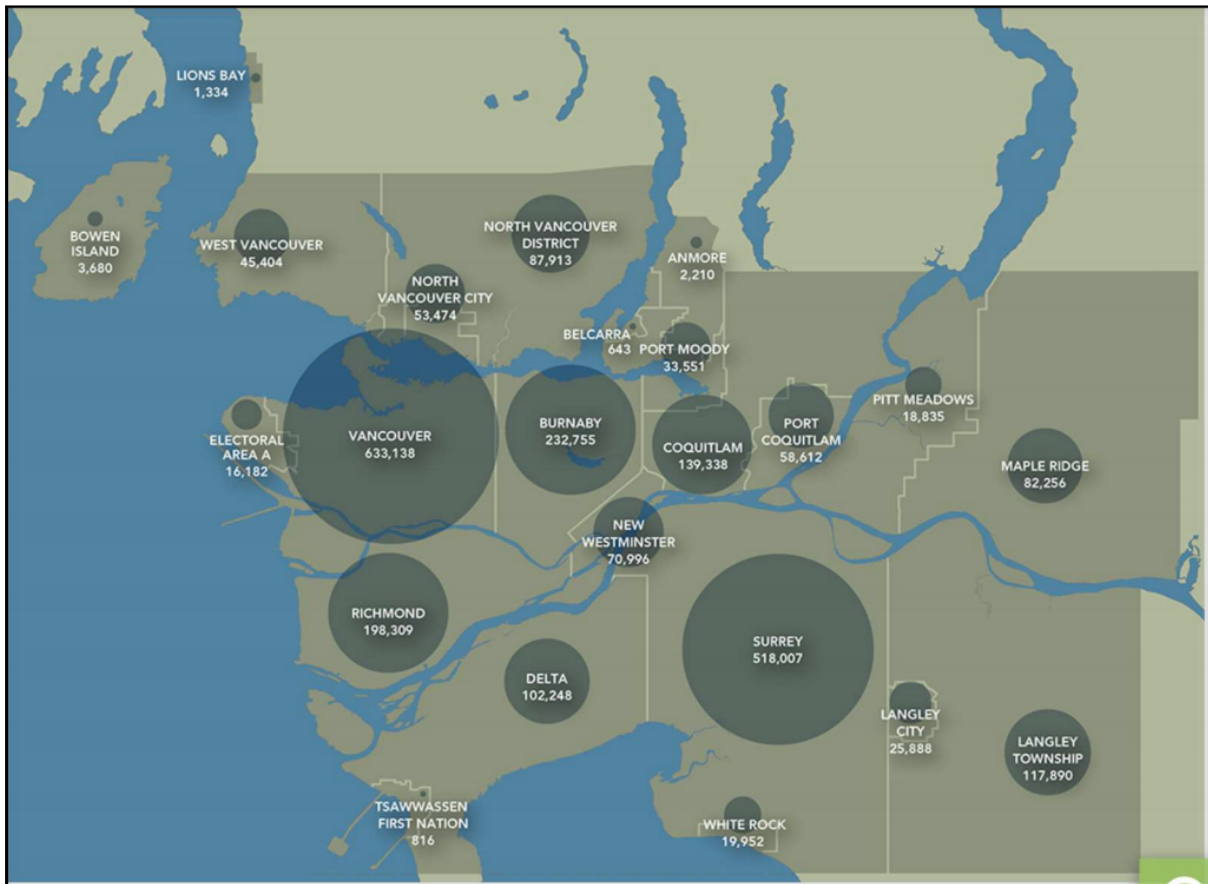 LIONS BAY
1,334
BOWEN
ISLAND
3,680
WEST VANCOUVER
45,404
NORTH VANCOUVER
DISTRICT
87,913
NORTH
VANCOUVER CITY
53,474
ANMORE
2,210
BELCARRA
643
PORT MOODY
33,551
ELECTORAL
AREA A
16,182
VANCOUVER
633,138
BURNABY
232,755
COQUITLAM
139,338
PORT
COQUITLAM
58,612
PITT MEADOWS
18,835
MAPLE RIDGE
82,256
NEW
WESTMINSTER
70,996
RICHMOND
198,309
DELTA
102,248
SURREY
518,007
LANGLEY
CITY
25,888
LANGLEY
TOWNSHIP
117,890
TSAWWASSEN
FIRST NATION
816
WHITE ROCK
19,952